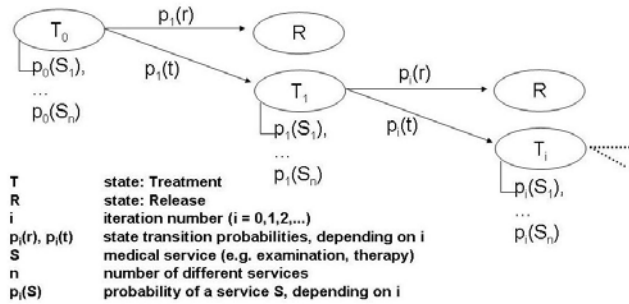 T₀
p₁(r)
R
p₀(S₁),
...
p₀(Sₙ)
p₁(t)
T₁
pᵢ(r)
R
p₁(S₁),
...
p₁(Sₙ)
pᵢ(t)
Tᵢ
pᵢ(S₁),
...
pᵢ(Sₙ)
T state: Treatment
R state: Release
i iteration number (i = 0,1,2,...)
pᵢ(r), pᵢ(t) state transition probabilities, depending on i
S medical service (e.g. examination, therapy)
n number of different services
pᵢ(S) probability of a service S, depending on i